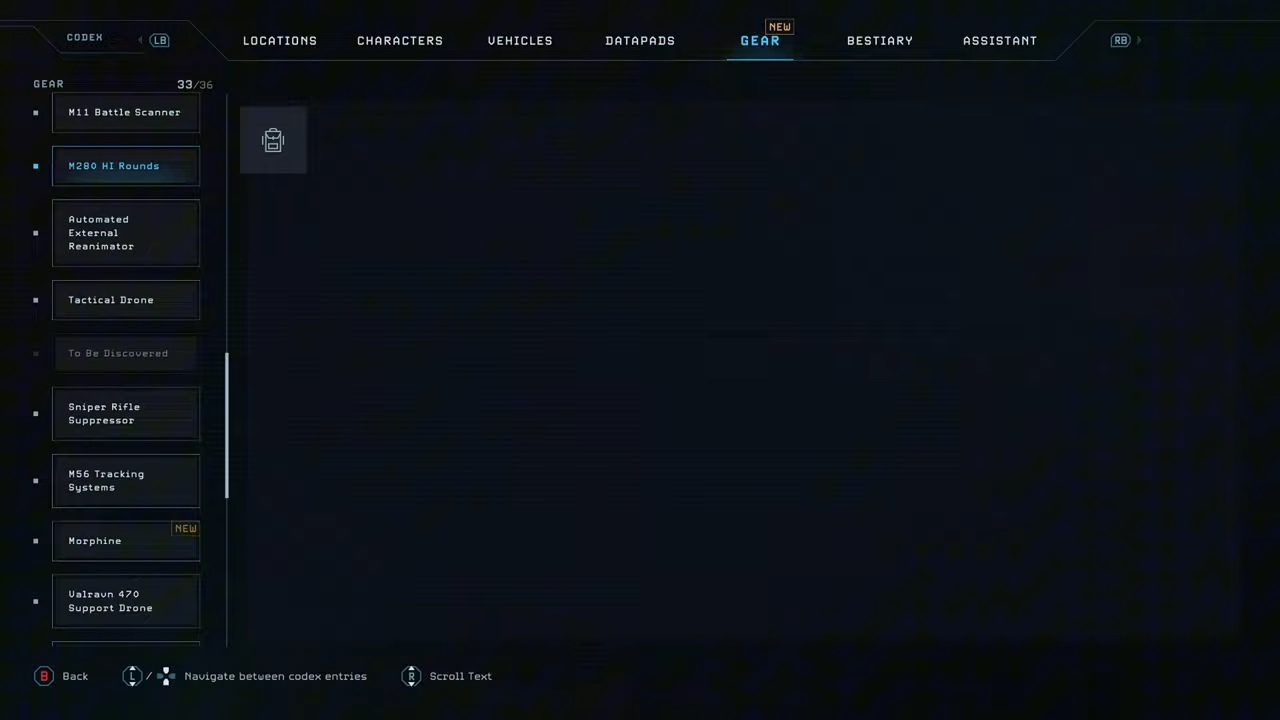 CODEX
LB
LOCATIONS
CHARACTERS
VEHICLES
DATAPADS
NEW
GEAR
BESTIARY
ASSISTANT
RB
GEAR
33/36
M11 Battle Scanner
M280 HI Rounds
Automated
External
Reanimator
Tactical Drone
To Be Discovered
Sniper Rifle
Suppressor
M56 Tracking
Systems
NEW
Morphine
Valravn 470
Support Drone
B Back
L / Navigate between codex entries
R Scroll Text